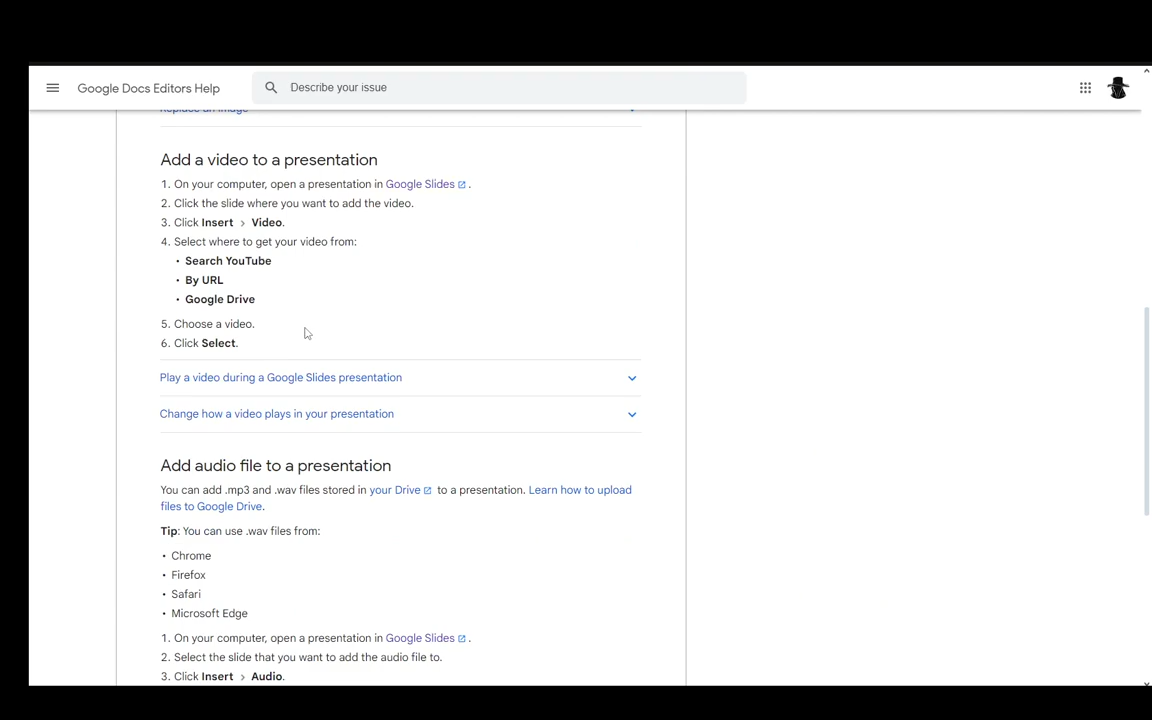 Google Docs Editors Help
Describe your issue
Replace an image
Add a video to a presentation
1. On your computer, open a presentation in Google Slides .
2. Click the slide where you want to add the video.
3. Click Insert > Video.
4. Select where to get your video from:
• Search YouTube
• By URL
• Google Drive
5. Choose a video.
6. Click Select.
Play a video during a Google Slides presentation
Change how a video plays in your presentation
Add audio file to a presentation
You can add .mp3 and .wav files stored in your Drive to a presentation. Learn how to upload
files to Google Drive.
Tip: You can use .wav files from:
• Chrome
• Firefox
• Safari
• Microsoft Edge
1. On your computer, open a presentation in Google Slides .
2. Select the slide that you want to add the audio file to.
3. Click Insert > Audio.